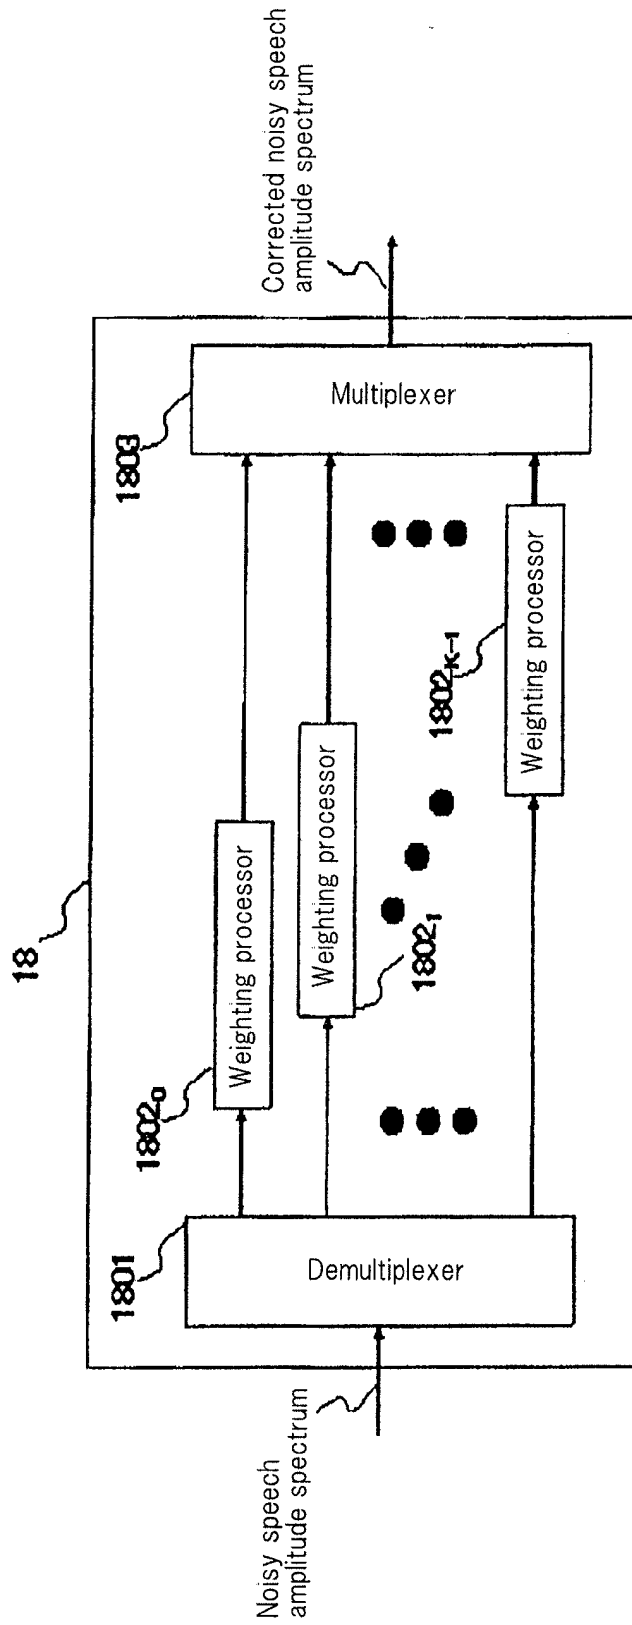 18
1801
1802₀
1803
Noisy speech
amplitude spectrum
Demultiplexer
Weighting processor
Weighting processor
1802₁
1802K-1
Weighting processor
Multiplexer
Corrected noisy speech
amplitude spectrum